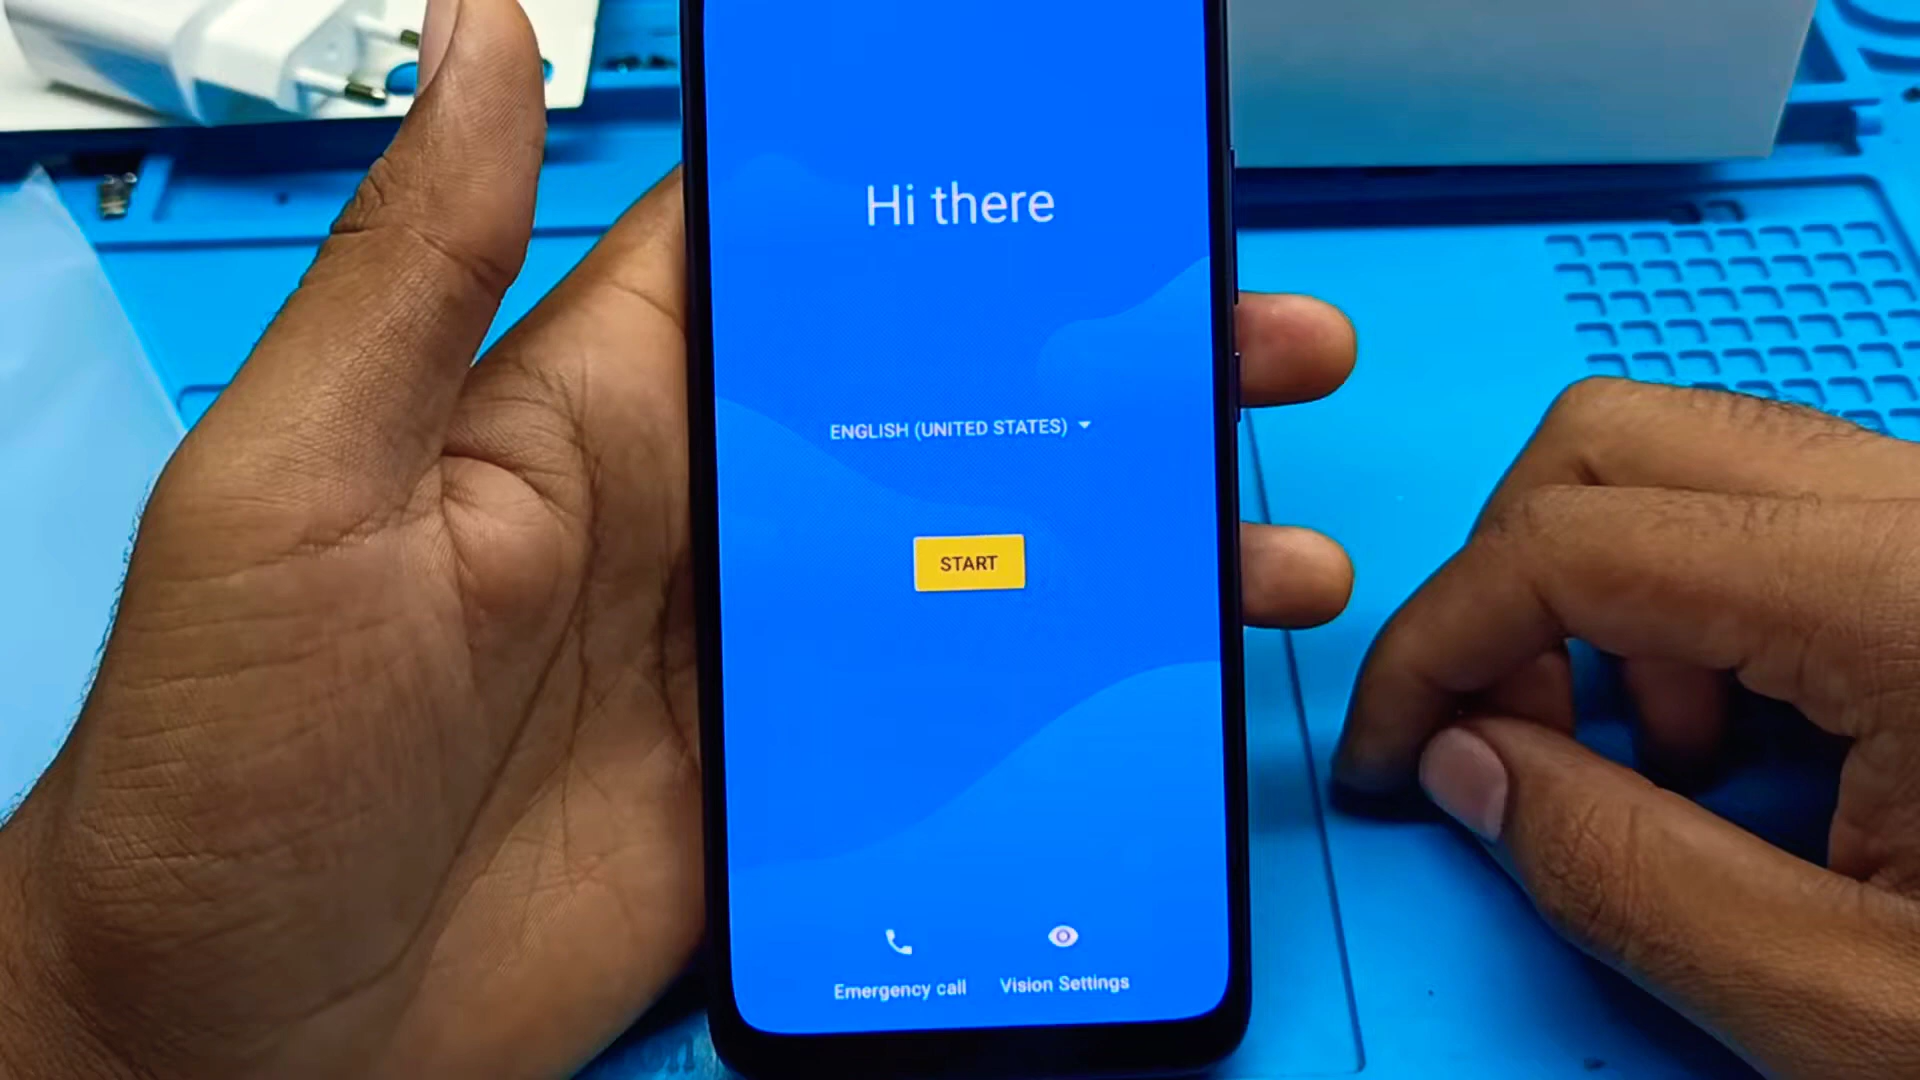 Hi there
ENGLISH (UNITED STATES)
START
Emergency call
Vision Settings